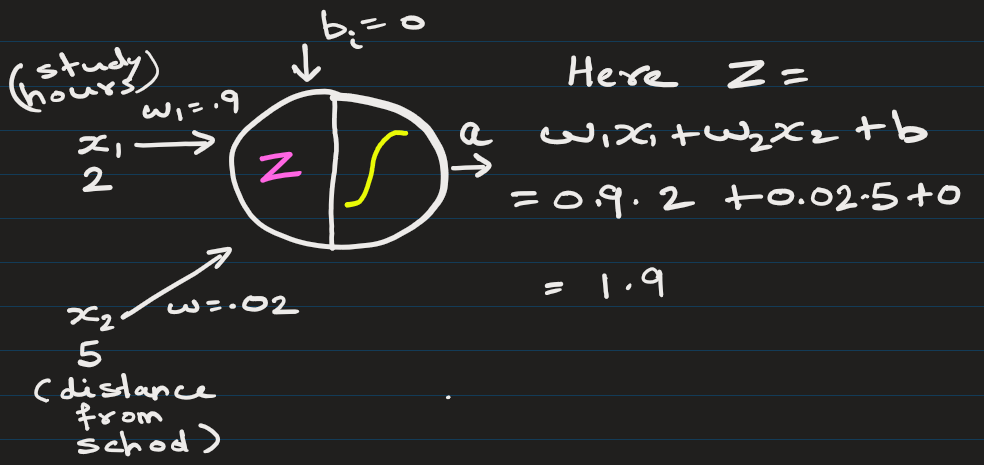 bᵢ = 0
(study
hours)
w₁ = .9
x₁
2
z
a
w = .02
x₂
5
(distance
from
school)
Here z =
w₁x₁ + w₂x₂ + b
= 0.9 . 2 + 0.02 . 5 + 0
= 1.9